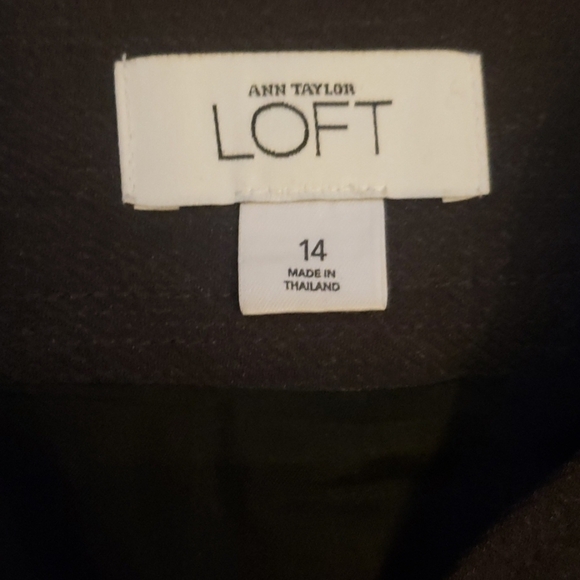 ANN TAYLOR
LOFT
14
MADE IN
THAILAND